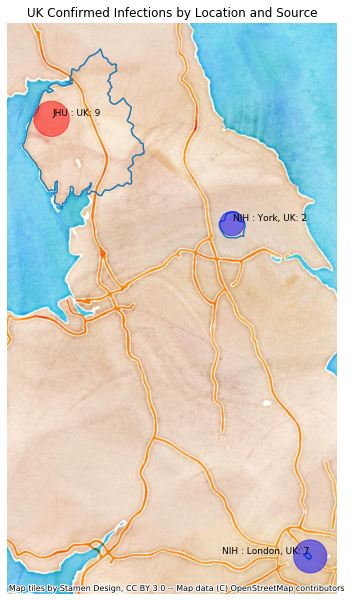 UK Confirmed Infections by Location and Source
JHU : UK: 9
NIH : York, UK: 2
NIH : London, UK: 7
Map tiles by Stamen Design, CC BY 3.0 -- Map data (C) OpenStreetMap contributors